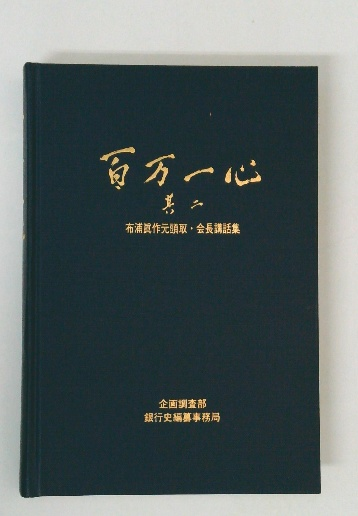 百万一心
其二
布浦眞作元頭取・会長講話集
企画調査部
銀行史編纂事務局